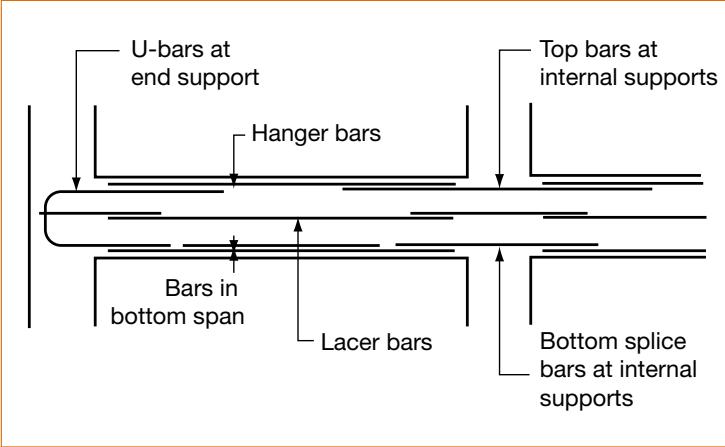 U-bars at
end support
Top bars at
internal supports
Hanger bars
Bars in
bottom span
Lacer bars
Bottom splice
bars at internal
supports